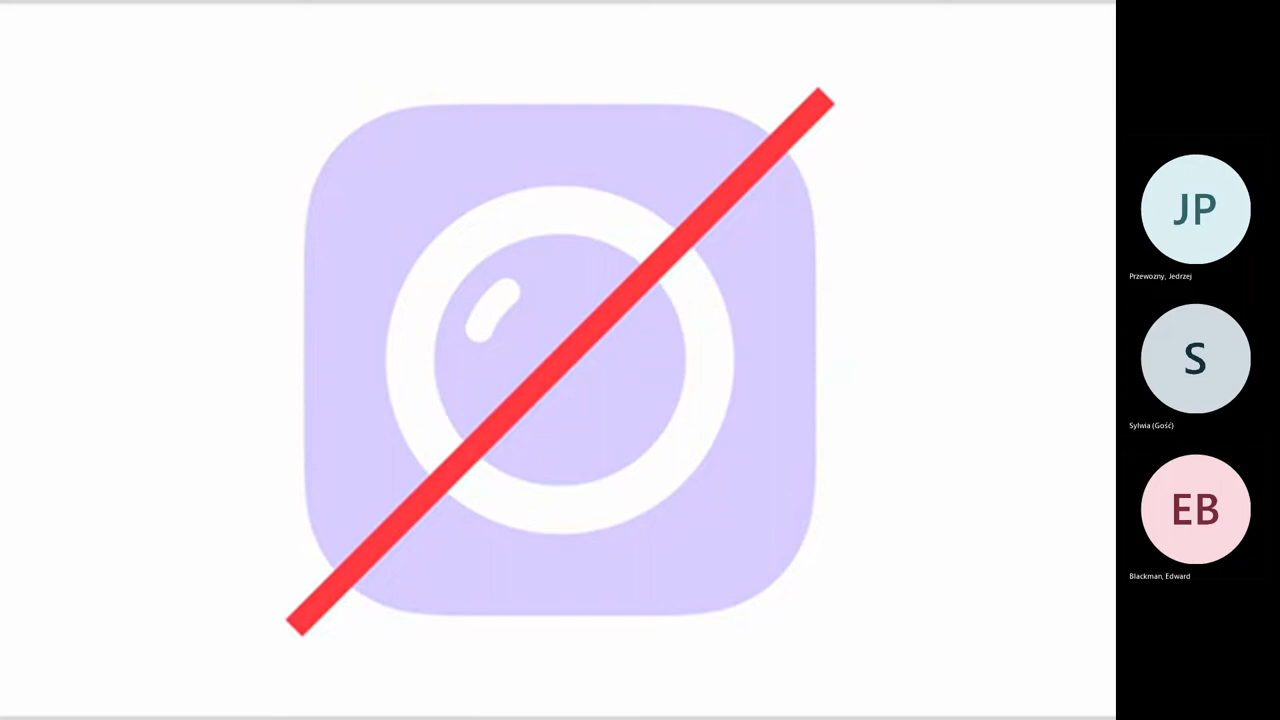 JP
Przewozny, Jedrzej
S
Sylwia (Gość)
EB
Blackman, Edward